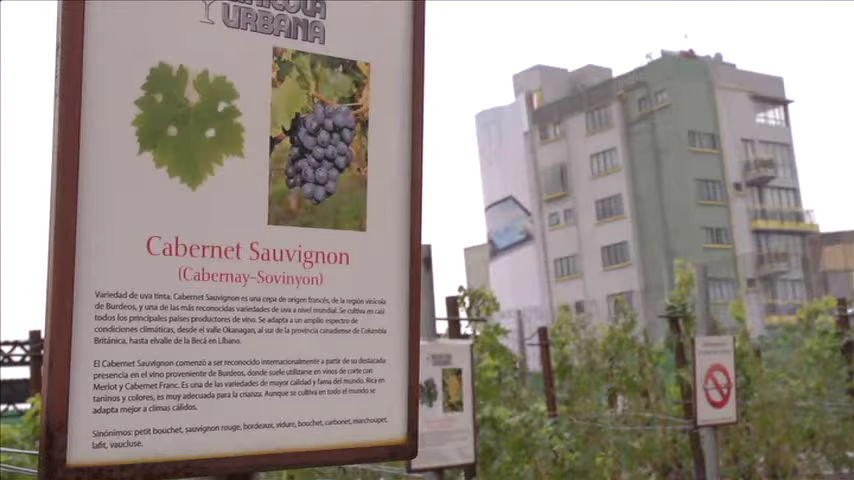 URBANA
Cabernet Sauvignon
(Cabernay–Sovinyon)
Variedad de uva tinta. Cabernet Sauvignon es una cepa de origen francés, de la región vinícola
de Burdeos, y una de las más reconocidas variedades de uva a nivel mundial. Se cultiva en casi
todos los principales países productores de vino. Se adapta a un amplio espectro de
condiciones climáticas, desde el valle Okanagan, al sur de la provincia canadiense de Columbia
Británica, hasta elvalle de la Becá en Líbano.
El Cabernet Sauvignon comenzó a ser reconocido internacionalmente a partir de su destacada
presencia en el vino proveniente de Burdeos, donde suele utilizarse en vinos de corte con
Merlot y Cabernet Franc. Es una de las variedades de mayor calidad y fama del mundo. Rica en
taninos y colores, es muy adecuada para la crianza. Aunque se cultiva en todo el mundo se
adapta mejor a climas cálidos.
Sinónimos: petit bouchet, sauvignon rouge, bordeaux, vidure, bouchet, carbonet, marchoupet,
lafit, vaucluse.